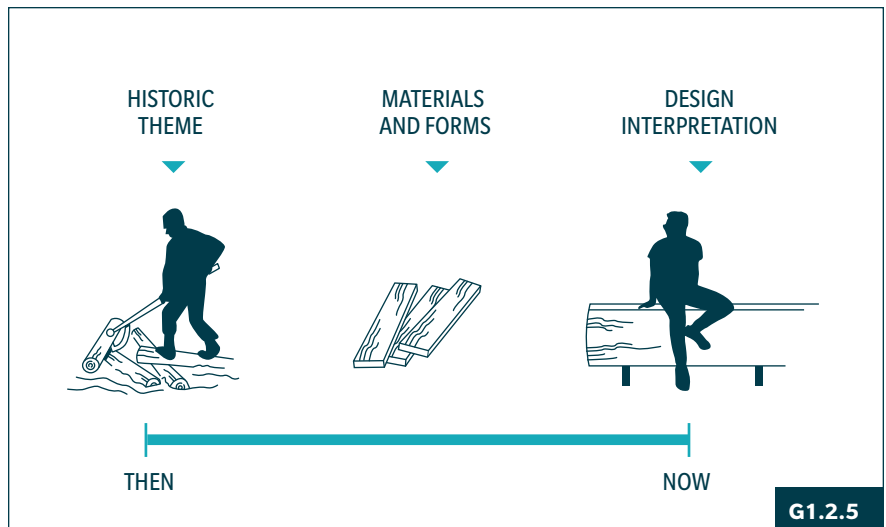 HISTORIC
THEME
MATERIALS
AND FORMS
DESIGN
INTERPRETATION
THEN
NOW
G1.2.5